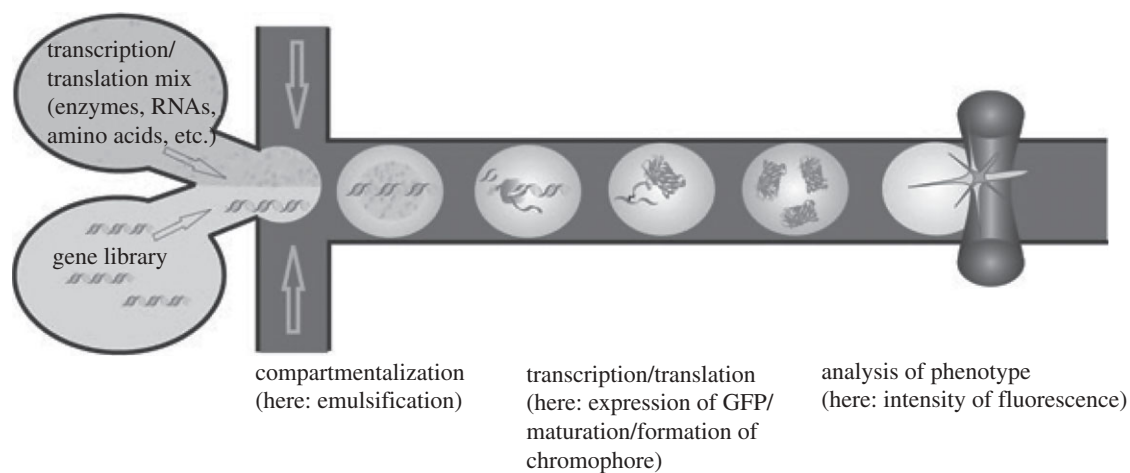 transcription/
translation mix
(enzymes, RNAs,
amino acids, etc.)
gene library
compartmentalization
(here: emulsification)
transcription/translation
(here: expression of GFP/
maturation/formation of
chromophore)
analysis of phenotype
(here: intensity of fluorescence)